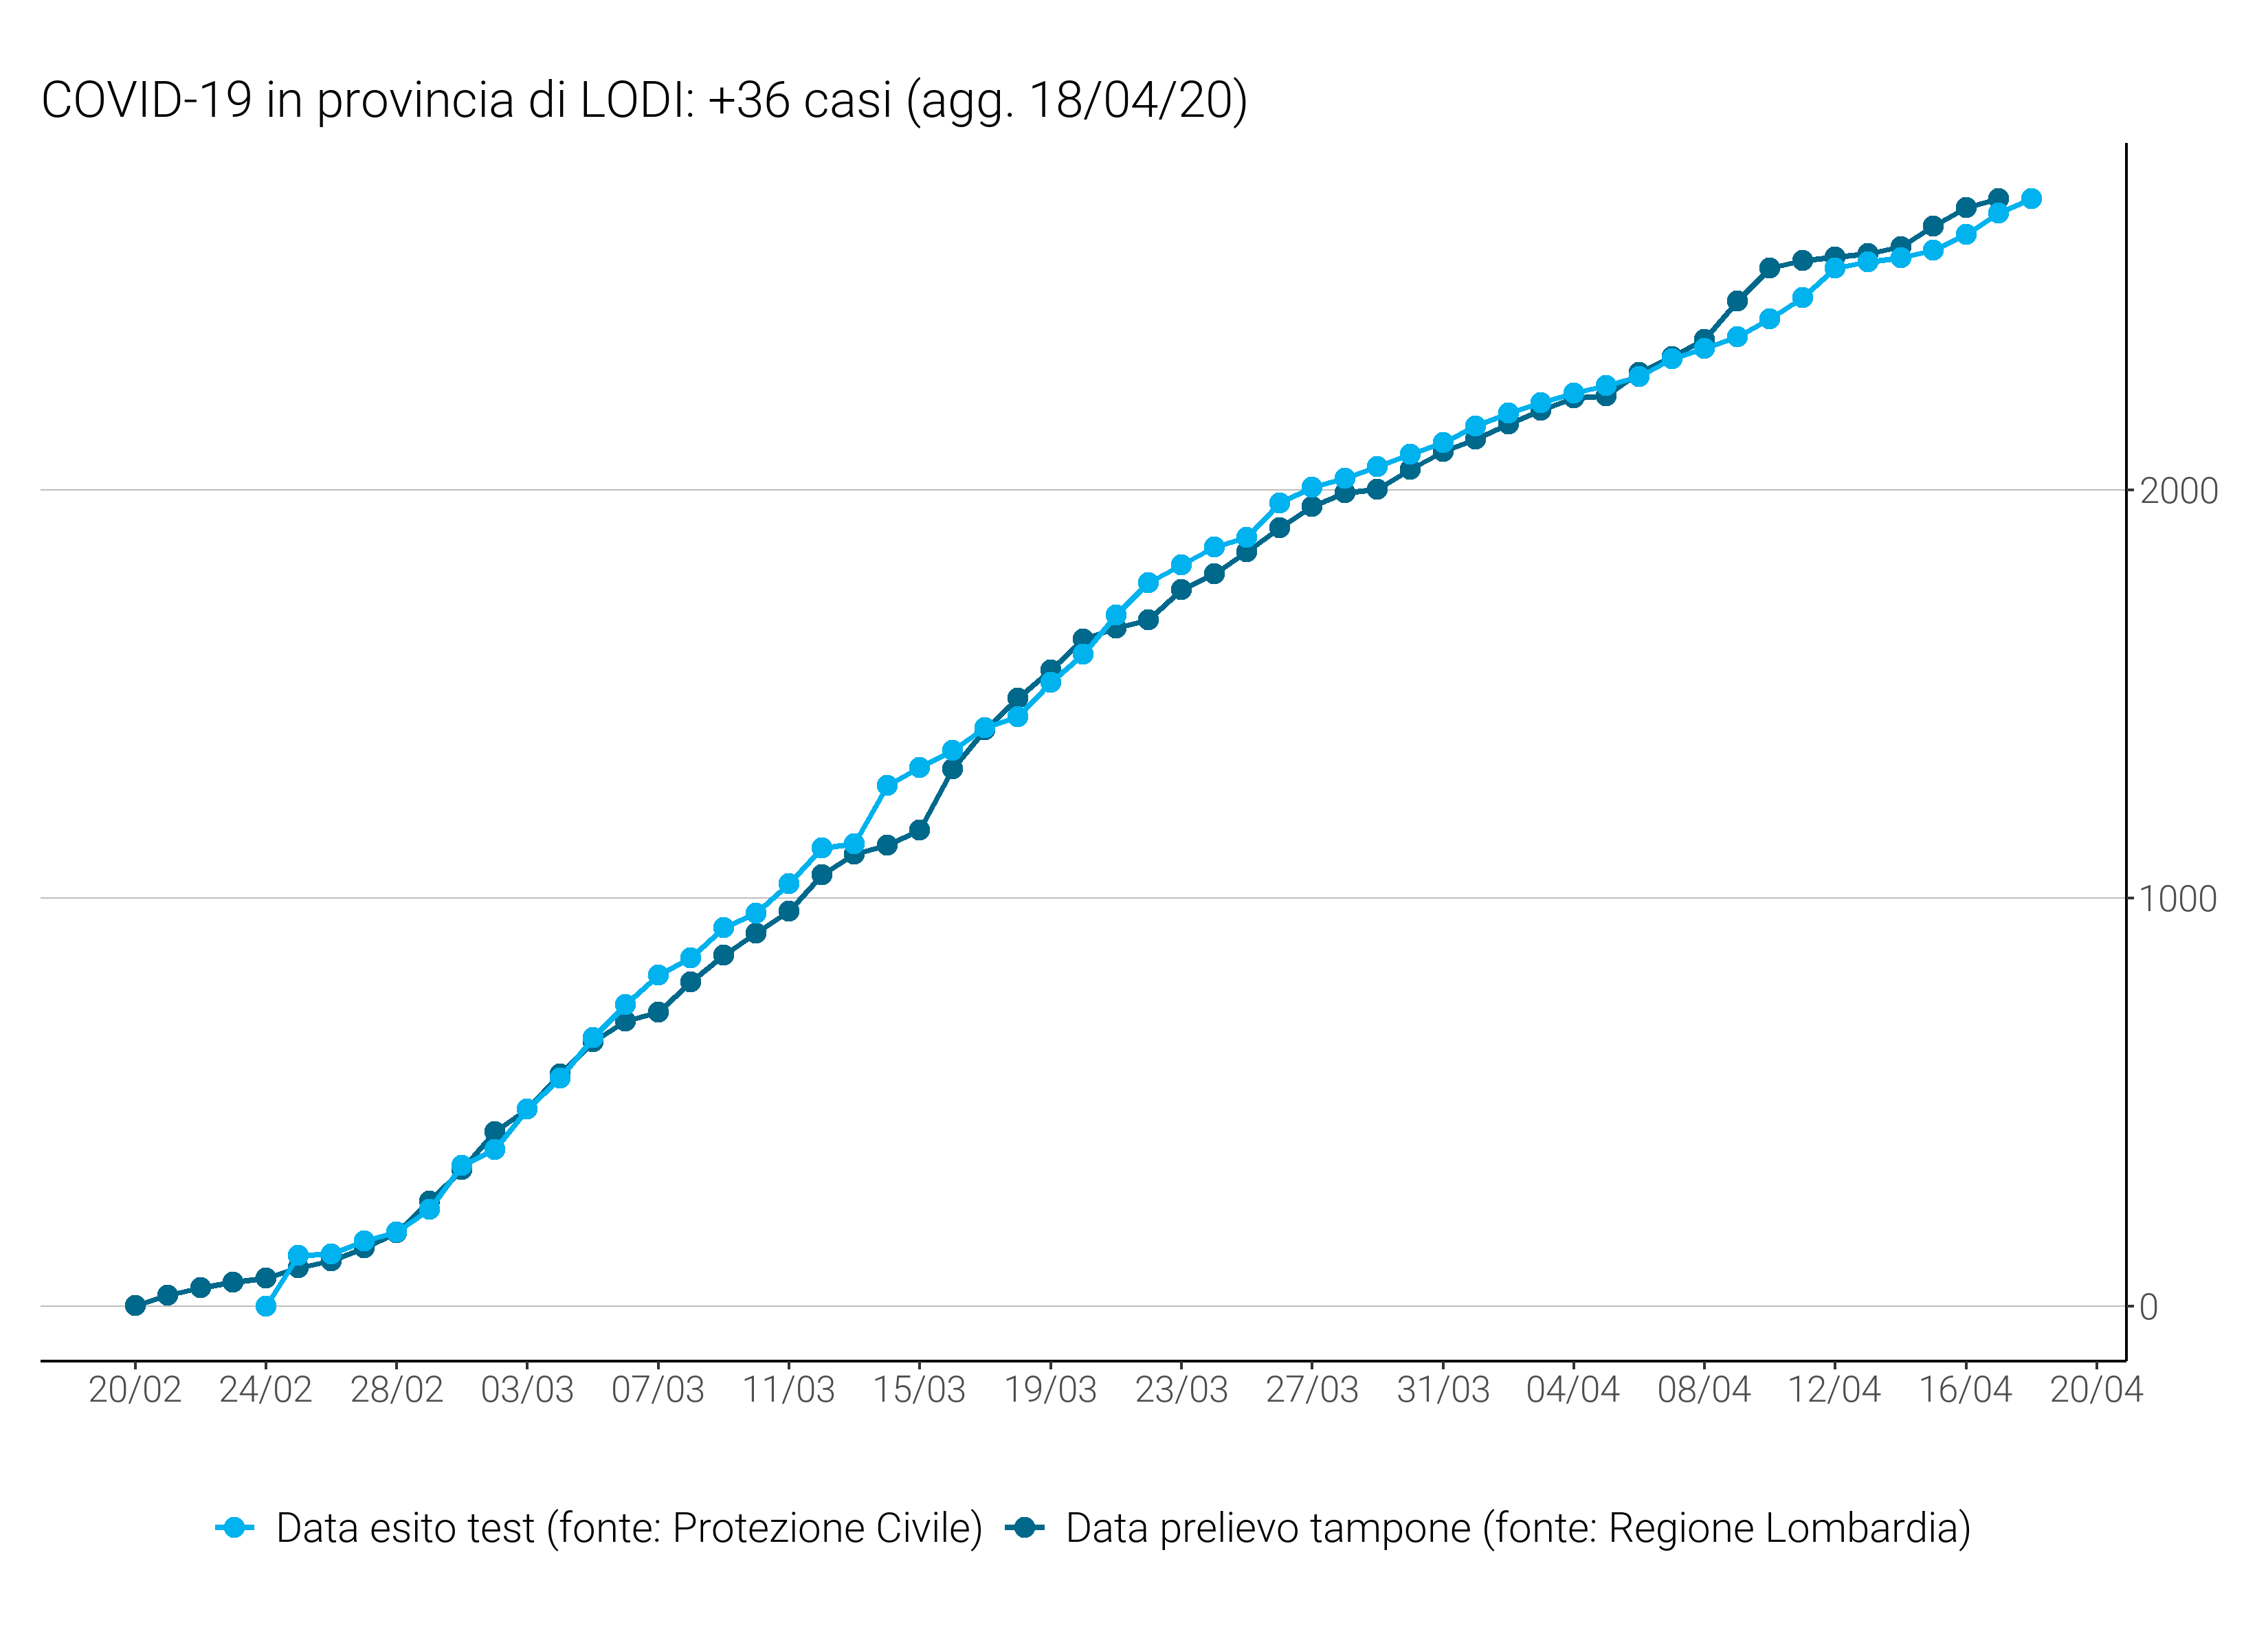 COVID-19 in provincia di LODI: +36 casi (agg. 18/04/20)
2000
1000
0
20/02 24/02 28/02 03/03 07/03 11/03 15/03 19/03 23/03 27/03 31/03 04/04 08/04 12/04 16/04 20/04
Data esito test (fonte: Protezione Civile) Data prelievo tampone (fonte: Regione Lombardia)